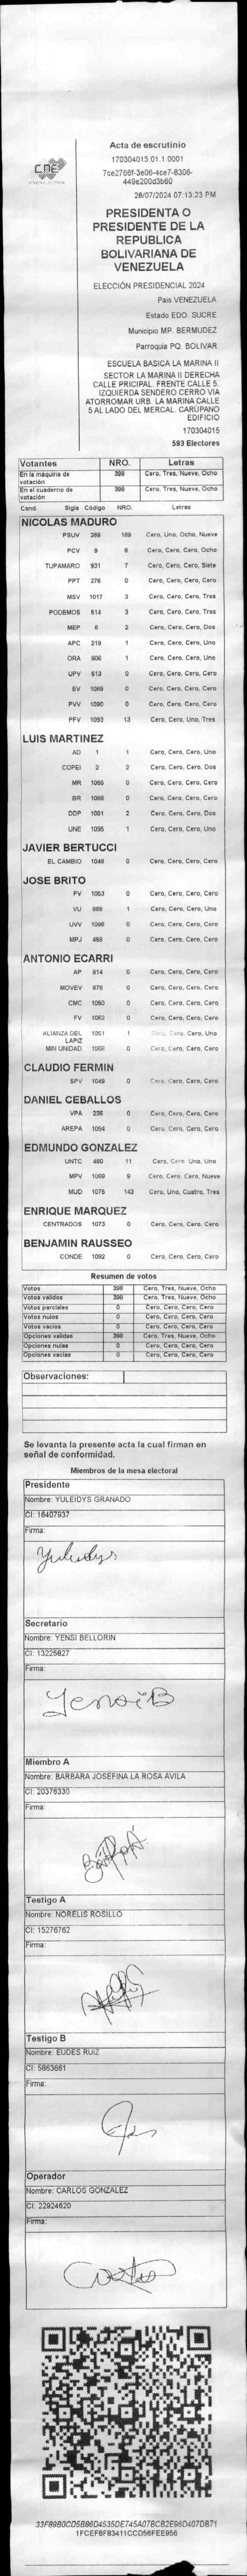 CNE
Acta de escrutinio
170304015.01.1.0001
7ce2766f-3e06-4ce7-8306-
449e200d3b60
28/07/2024 07:13:23 PM
PRESIDENTA O
PRESIDENTE DE LA
REPUBLICA
BOLIVARIANA DE
VENEZUELA
ELECCIÓN PRESIDENCIAL 2024
Pais VENEZUELA
Estado EDO. SUCRE
Municipio MP. BERMUDEZ
Parroquia PQ. BOLIVAR
ESCUELA BASICA LA MARINA II
SECTOR LA MARINA II DERECHA
CALLE PRICIPAL. FRENTE CALLE 5.
IZQUIERDA SENDERO CERRO VIA
ATORROMAR URB. LA MARINA CALLE
5 AL LADO DEL MERCAL. CARÚPANO
EDIFICIO
170304015
593 Electores
Votantes NRO. Letras
En la máquina de votación 398 Cero, Tres, Nueve, Ocho
En el cuaderno de votación 398 Cero, Tres, Nueve, Ocho
Cand. Sigla Código NRO. Letras
NICOLAS MADURO
PSUV 269 189 Cero, Uno, Ocho, Nueve
PCV 9 8 Cero, Cero, Cero, Ocho
TUPAMARO 931 7 Cero, Cero, Cero, Siete
PPT 276 0 Cero, Cero, Cero, Cero
MSV 1017 3 Cero, Cero, Cero, Tres
PODEMOS 514 3 Cero, Cero, Cero, Tres
MEP 6 2 Cero, Cero, Cero, Dos
APC 219 1 Cero, Cero, Cero, Uno
ORA 906 1 Cero, Cero, Cero, Uno
UPV 513 0 Cero, Cero, Cero, Cero
EV 1089 0 Cero, Cero, Cero, Cero
PVV 1090 0 Cero, Cero, Cero, Cero
PFV 1093 13 Cero, Cero, Uno, Tres
LUIS MARTINEZ
AD 1 1 Cero, Cero, Cero, Uno
COPEI 2 2 Cero, Cero, Cero, Dos
MR 1065 0 Cero, Cero, Cero, Cero
BR 1066 0 Cero, Cero, Cero, Cero
DDP 1091 2 Cero, Cero, Cero, Dos
UNE 1095 1 Cero, Cero, Cero, Uno
JAVIER BERTUCCI
EL CAMBIO 1046 0 Cero, Cero, Cero, Cero
JOSE BRITO
PV 1053 0 Cero, Cero, Cero, Cero
VU 868 1 Cero, Cero, Cero, Uno
UVV 1096 0 Cero, Cero, Cero, Cero
MPJ 459 0 Cero, Cero, Cero, Cero
ANTONIO ECARRI
AP 814 0 Cero, Cero, Cero, Cero
MOVEV 878 0 Cero, Cero, Cero, Cero
CMC 1050 0 Cero, Cero, Cero, Cero
FV 1062 0 Cero, Cero, Cero, Cero
ALIANZA DEL LAPIZ 1051 1 Cero, Cero, Cero, Uno
MIN UNIDAD 1068 0 Cero, Cero, Cero, Cero
CLAUDIO FERMIN
SPV 1049 0 Cero, Cero, Cero, Cero
DANIEL CEBALLOS
VPA 236 0 Cero, Cero, Cero, Cero
AREPA 1094 0 Cero, Cero, Cero, Cero
EDMUNDO GONZALEZ
UNTC 460 11 Cero, Cero, Uno, Uno
MPV 1069 9 Cero, Cero, Cero, Nueve
MUD 1075 143 Cero, Uno, Cuatro, Tres
ENRIQUE MARQUEZ
CENTRADOS 1073 0 Cero, Cero, Cero, Cero
BENJAMIN RAUSSEO
CONDE 1092 0 Cero, Cero, Cero, Cero
Resumen de votos
Votos 398 Cero, Tres, Nueve, Ocho
Votos validos 398 Cero, Tres, Nueve, Ocho
Votos parciales 0 Cero, Cero, Cero, Cero
Votos nulos 0 Cero, Cero, Cero, Cero
Votos vacios 0 Cero, Cero, Cero, Cero
Opciones validas 398 Cero, Tres, Nueve, Ocho
Opciones nulas 0 Cero, Cero, Cero, Cero
Opciones vacias 0 Cero, Cero, Cero, Cero
Observaciones:
Se levanta la presente acta la cual firman en
señal de conformidad.
Miembros de la mesa electoral
Presidente
Nombre: YULEIDYS GRANADO
CI: 16407937
Firma:
Yuleidys
Secretario
Nombre: YENSI BELLORIN
CI: 13225827
Firma:
Yensi B
Miembro A
Nombre: BARBARA JOSEFINA LA ROSA AVILA
CI: 20376330
Firma:
Testigo A
Nombre: NORELIS ROSILLO
CI: 15276762
Firma:
Testigo B
Nombre: EUDES RUIZ
CI: 5863661
Firma:
Operador
Nombre: CARLOS GONZALEZ
CI: 22924620
Firma:
33F89B0CD5B86D4535DE745A07BCB2E96D407DB71
1FCEF8F83411CCD56FEE956